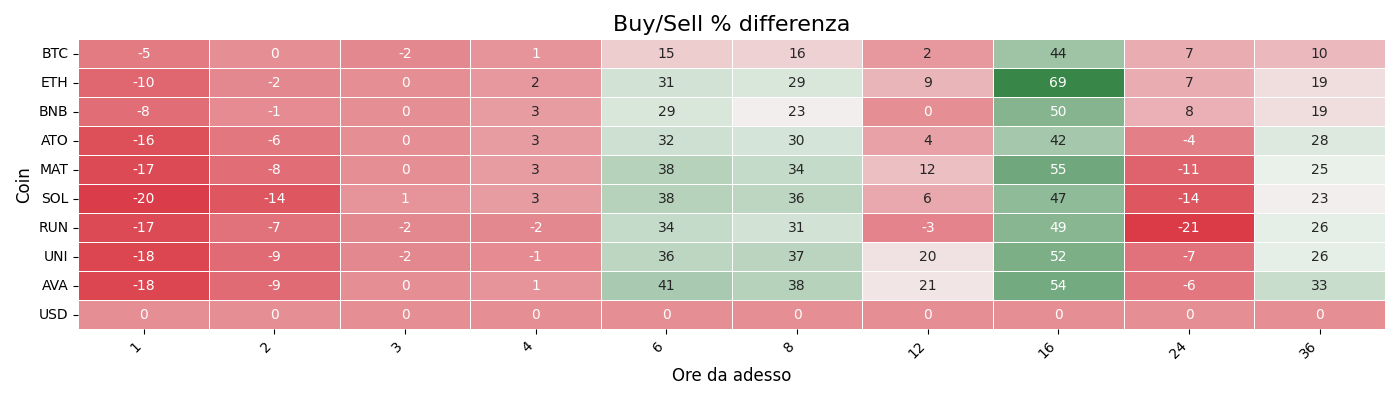 Buy/Sell % differenza
Coin
BTC -5 0 -2 1 15 16 2 44 7 10
ETH -10 -2 0 2 31 29 9 69 7 19
BNB -8 -1 0 3 29 23 0 50 8 19
ATO -16 -6 0 3 32 30 4 42 -4 28
MAT -17 -8 0 3 38 34 12 55 -11 25
SOL -20 -14 1 3 38 36 6 47 -14 23
RUN -17 -7 -2 -2 34 31 -3 49 -21 26
UNI -18 -9 -2 -1 36 37 20 52 -7 26
AVA -18 -9 0 1 41 38 21 54 -6 33
USD 0 0 0 0 0 0 0 0 0 0
1 2 3 4 6 8 12 16 24 36
Ore da adesso